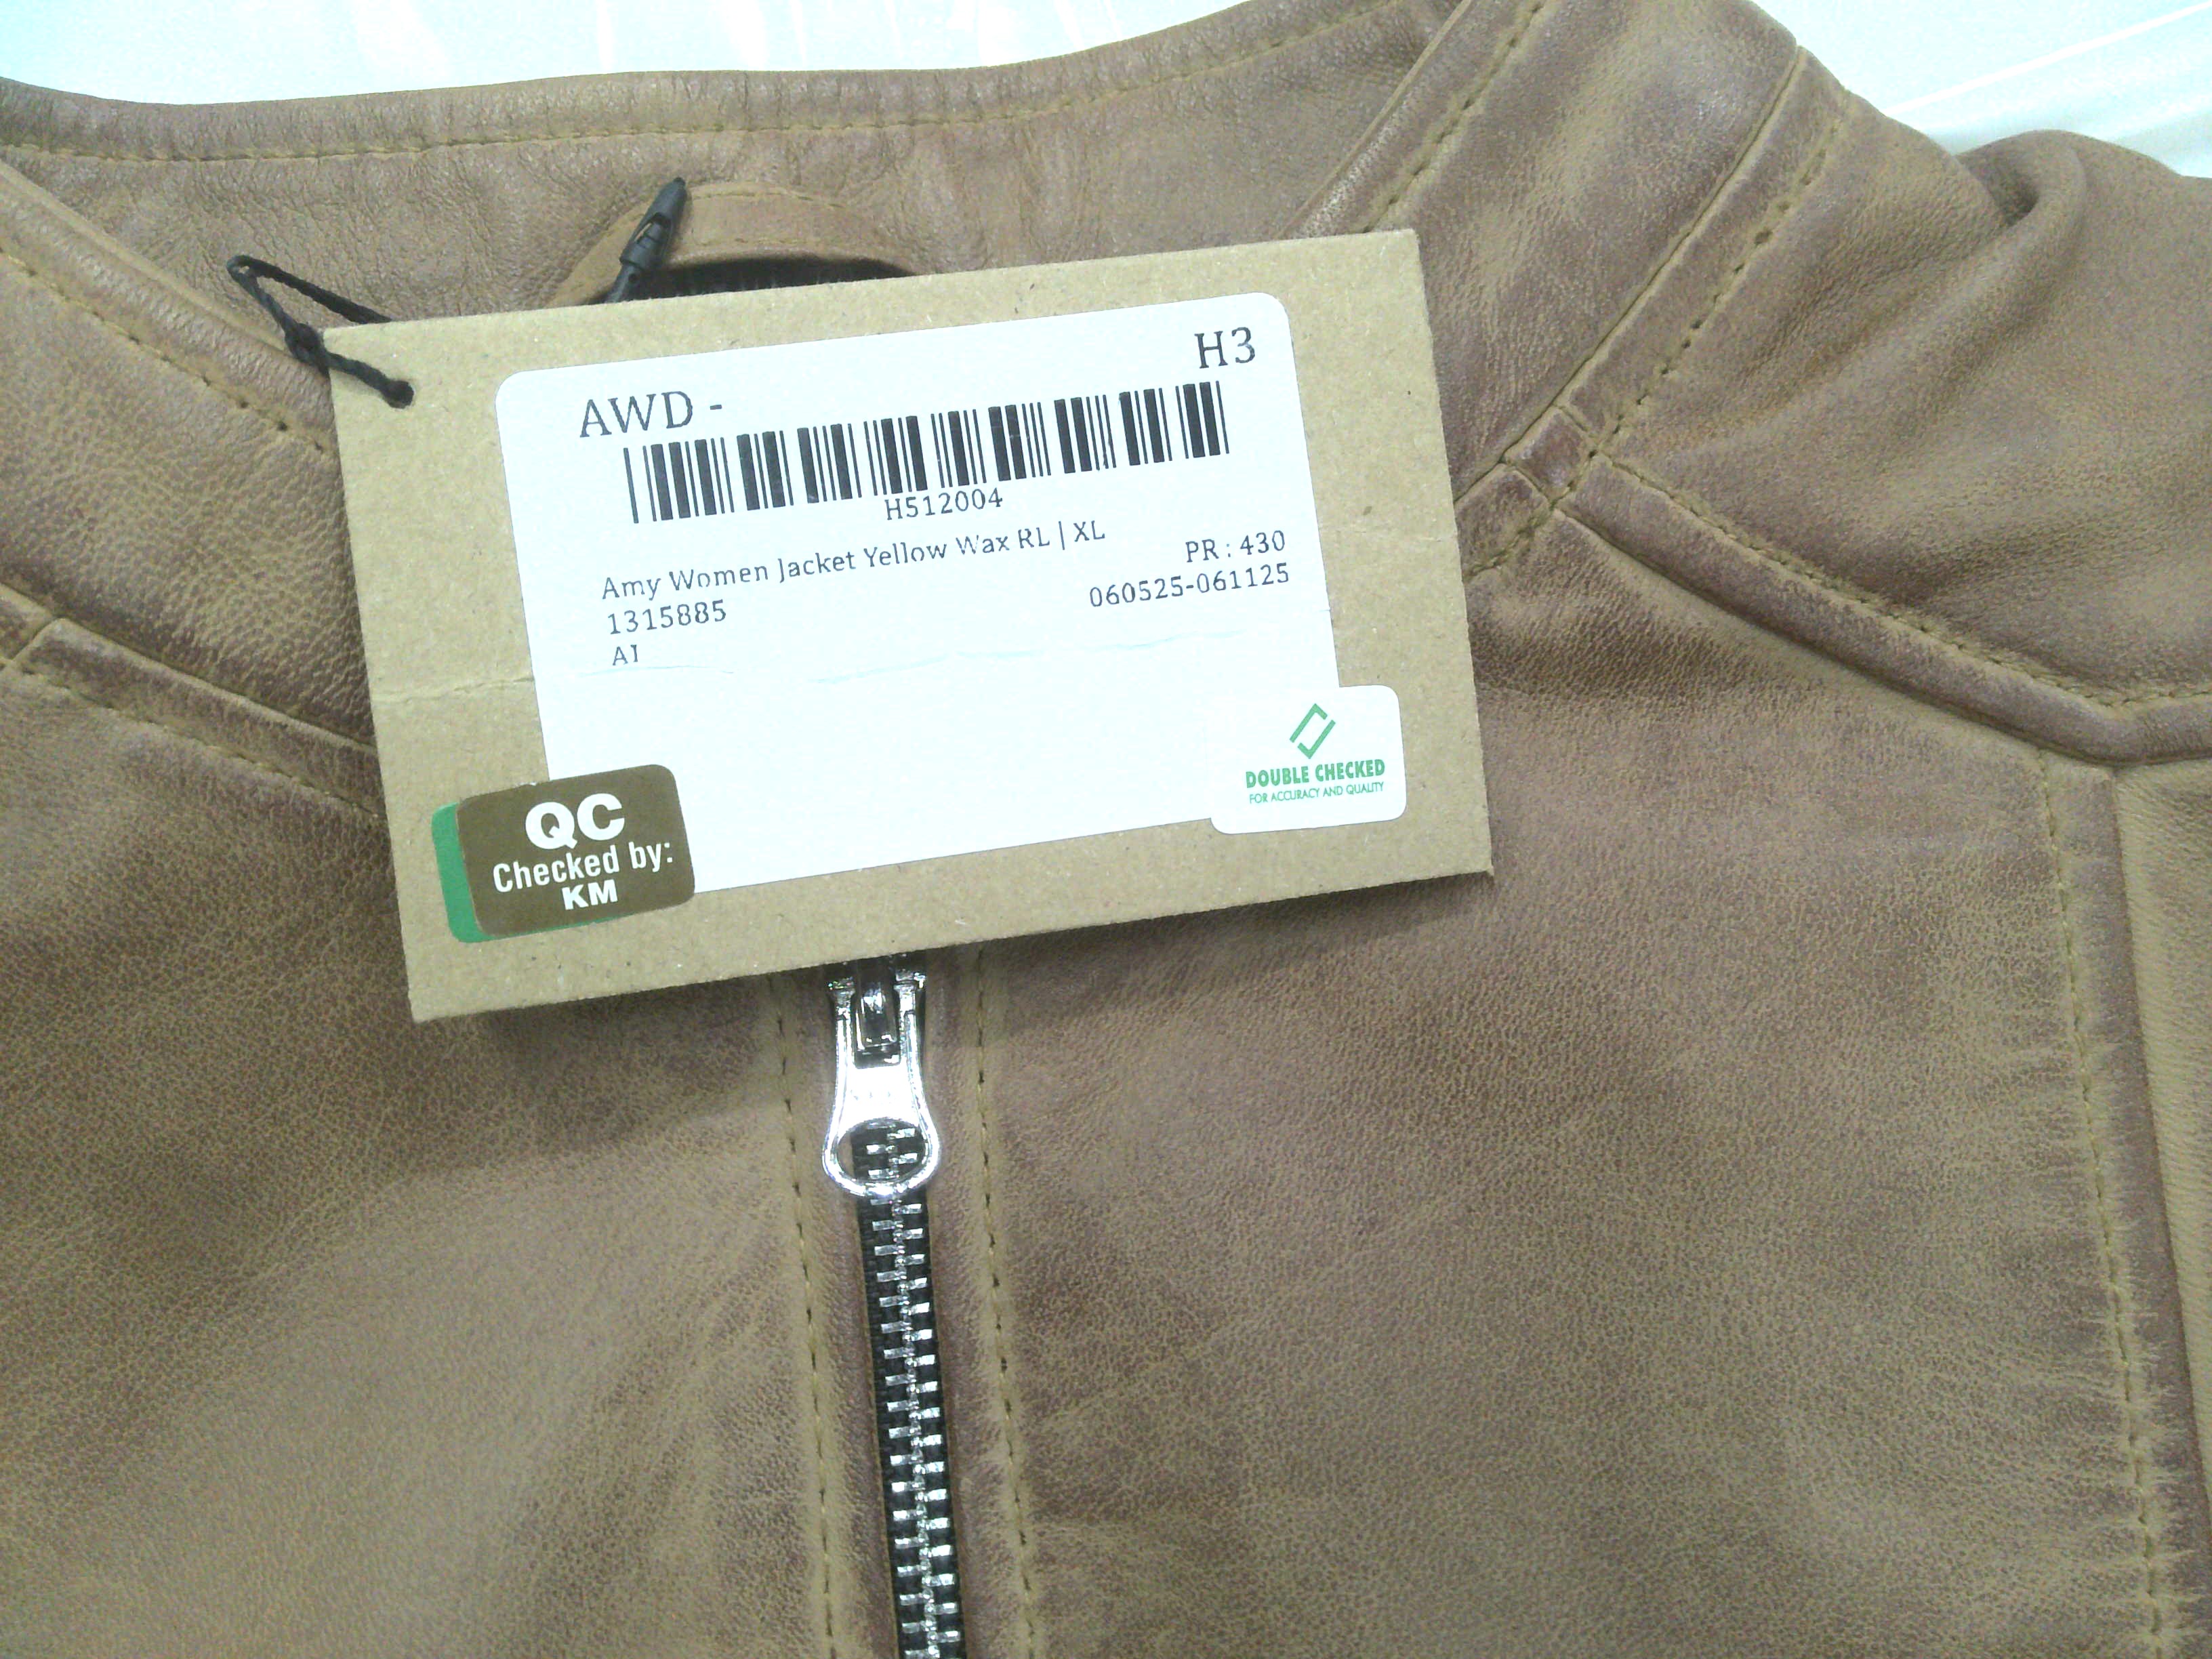 H3
AWD -
H512004
Amy Women Jacket Yellow Wax RL | XL
PR : 430
1315885
060525-061125
AI
DOUBLE CHECKED
FOR ACCURACY AND QUALITY
QC
Checked by:
KM